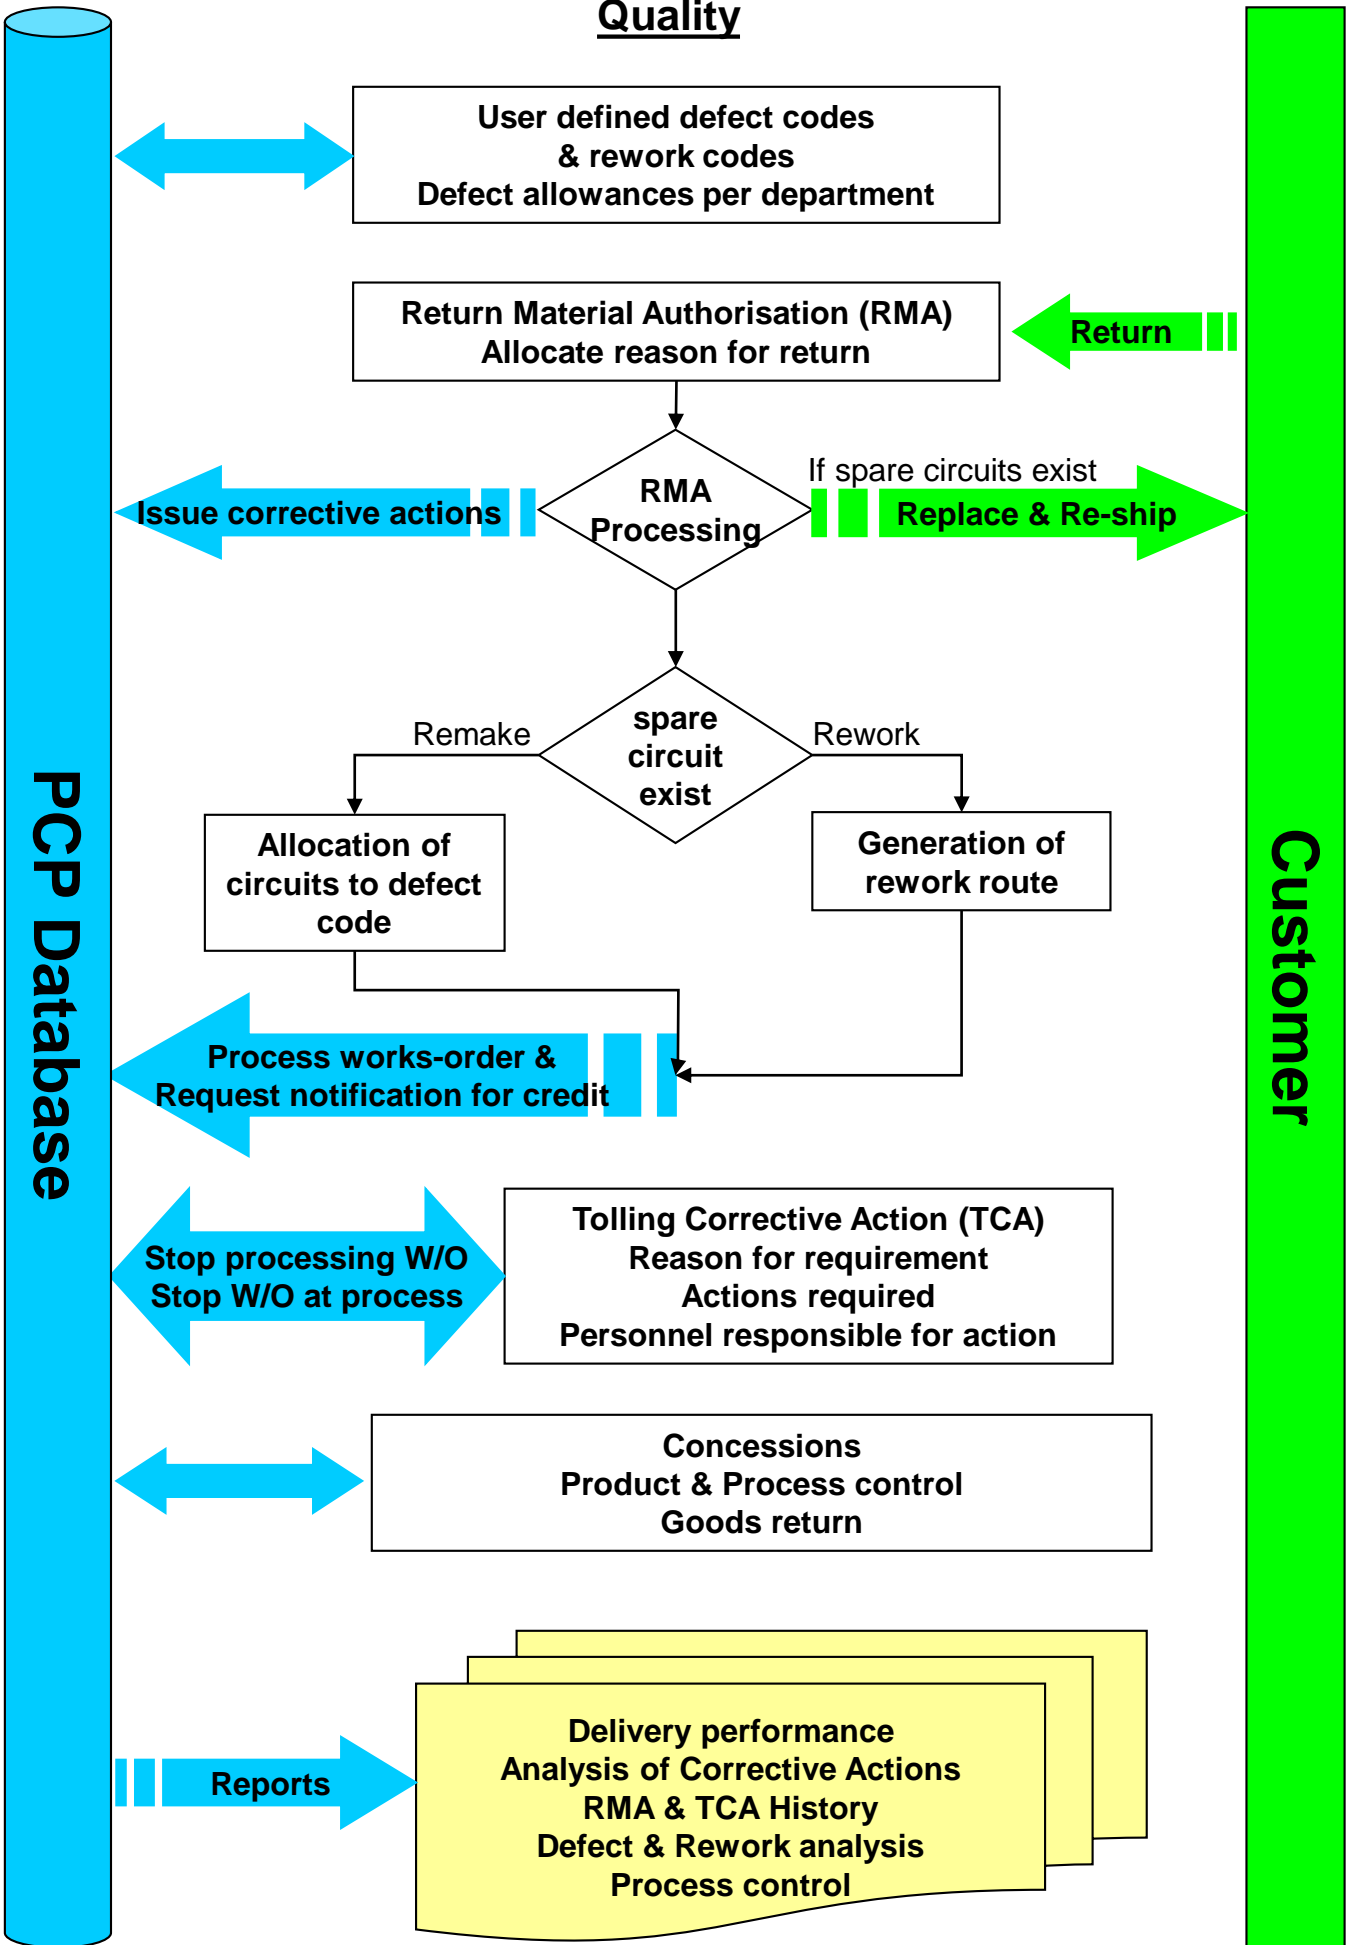 Quality
User defined defect codes
& rework codes
Defect allowances per department
Return Material Authorisation (RMA)
Allocate reason for return
Return
If spare circuits exist
Issue corrective actions
RMA
Processing
Replace & Re-ship
Remake
spare
circuit
exist
Rework
Allocation of
circuits to defect
code
Generation of
rework route
PCP Database
Customer
Process works-order &
Request notification for credit
Stop processing W/O
Stop W/O at process
Tolling Corrective Action (TCA)
Reason for requirement
Actions required
Personnel responsible for action
Concessions
Product & Process control
Goods return
Reports
Delivery performance
Analysis of Corrective Actions
RMA & TCA History
Defect & Rework analysis
Process control